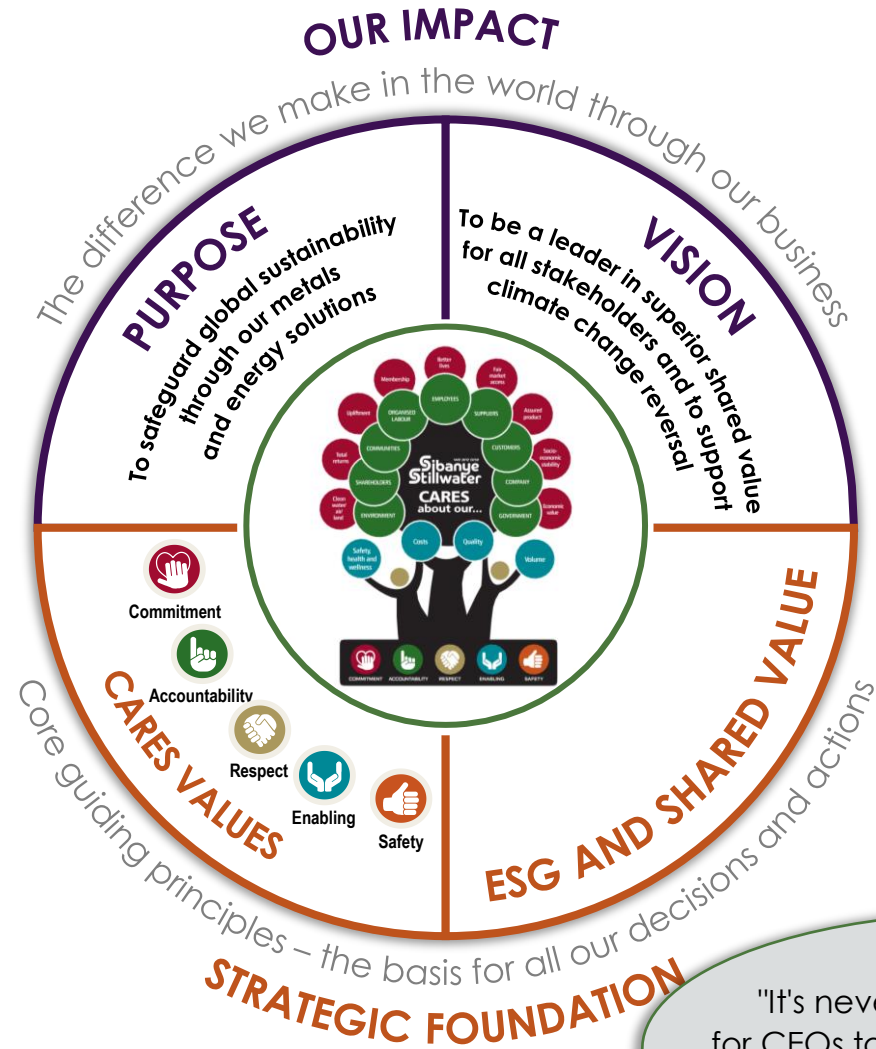 OUR IMPACT
The difference we make in the world through our business
PURPOSE
To safeguard global sustainability
through our metals
and energy solutions
VISION
To be a leader in superior shared value
for all stakeholders and to support
climate change reversal
Better
lives
Membership
Fair
market
access
Upliftment
Assured
product
Total
returns
Socio-
economic
stability
Clean
water/
air/
land
Economic
value
EMPLOYEES
ORGANISED
LABOUR
SUPPLIERS
COMMUNITIES
CUSTOMERS
SHAREHOLDERS
COMPANY
ENVIRONMENT
GOVERNMENT
Sibanye
Stillwater
CARES
about our...
Safety,
health and
wellness
Costs
Quality
Volume
COMMITMENT
ACCOUNTABILITY
RESPECT
ENABLING
SAFETY
Commitment
Accountability
Respect
Enabling
Safety
CARES VALUES
ESG AND SHARED VALUE
Core guiding principles – the basis for all our decisions and actions
STRATEGIC FOUNDATION
"It's neve
for CEOs to